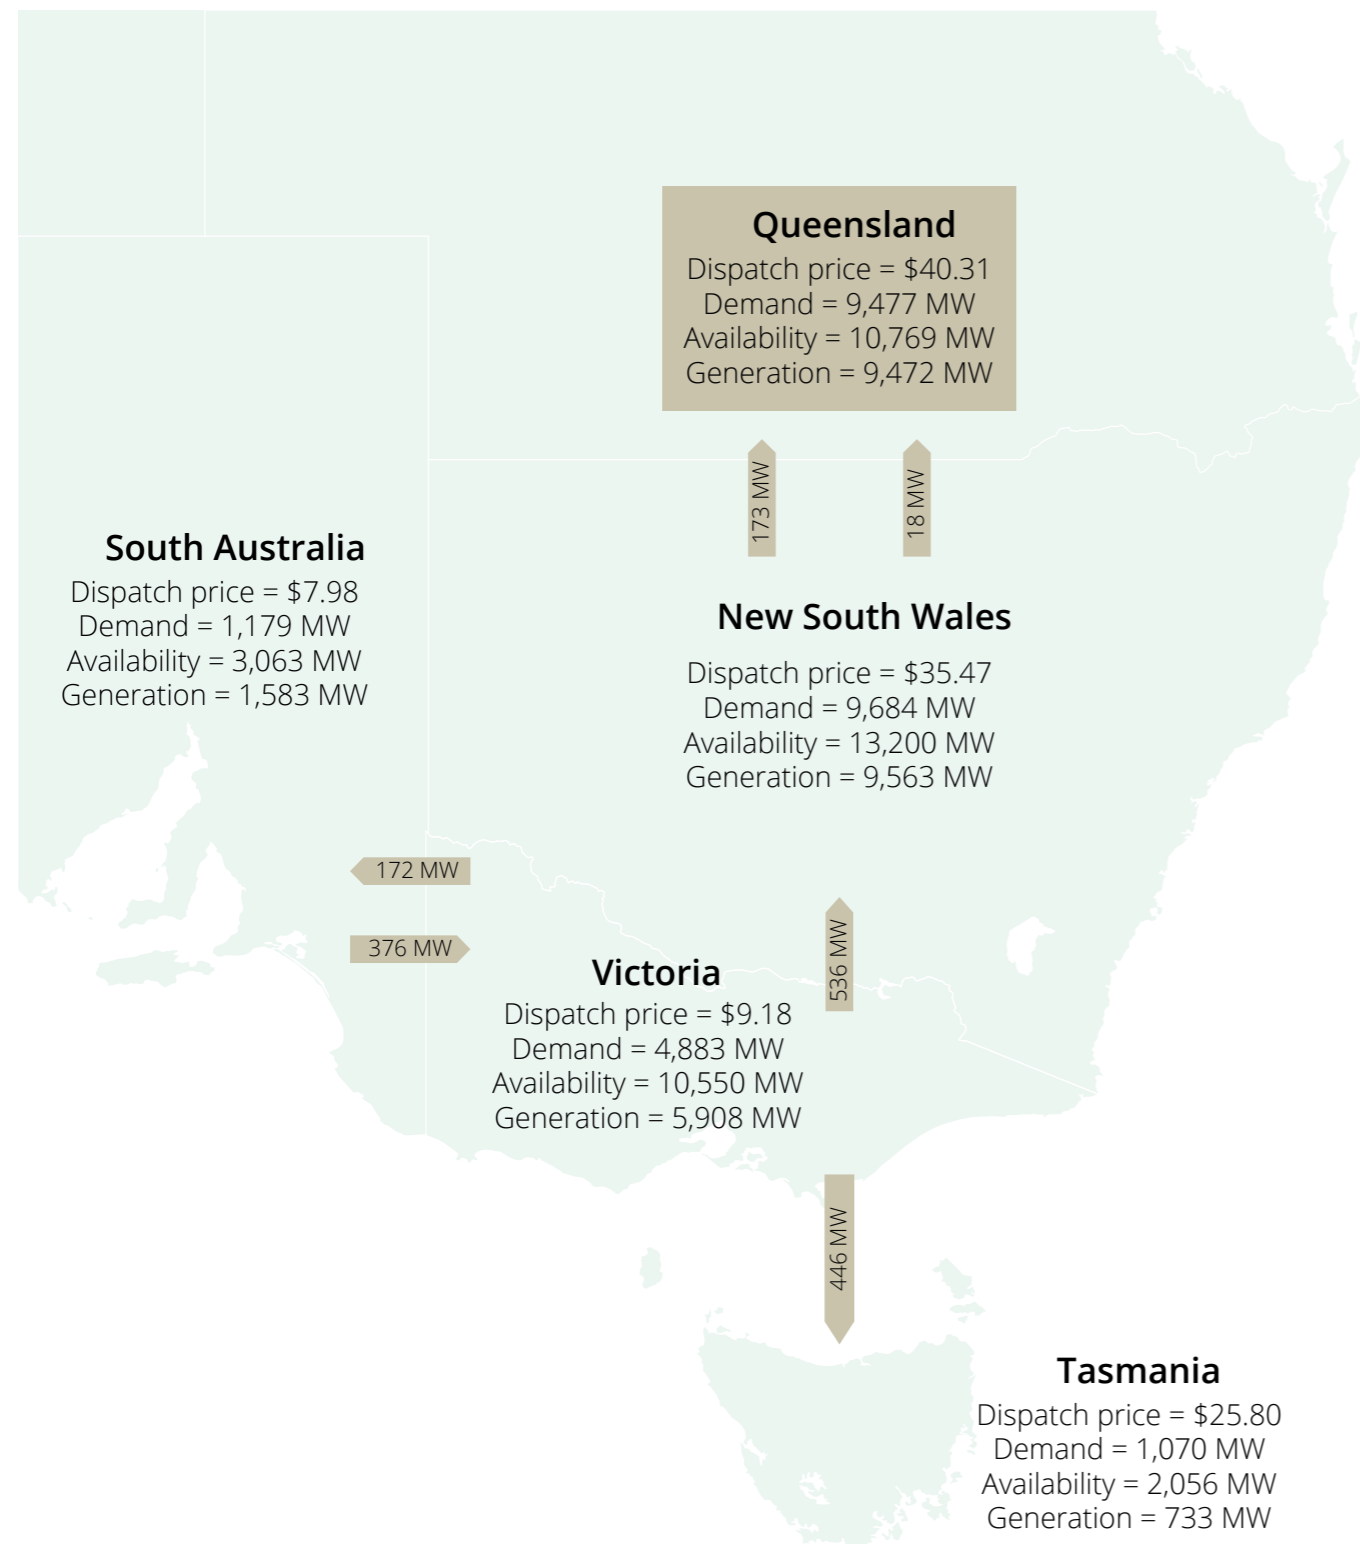 Queensland
Dispatch price = $40.31
Demand = 9,477 MW
Availability = 10,769 MW
Generation = 9,472 MW
173 MW
18 MW
South Australia
Dispatch price = $7.98
Demand = 1,179 MW
Availability = 3,063 MW
Generation = 1,583 MW
New South Wales
Dispatch price = $35.47
Demand = 9,684 MW
Availability = 13,200 MW
Generation = 9,563 MW
172 MW
376 MW
536 MW
Victoria
Dispatch price = $9.18
Demand = 4,883 MW
Availability = 10,550 MW
Generation = 5,908 MW
446 MW
Tasmania
Dispatch price = $25.80
Demand = 1,070 MW
Availability = 2,056 MW
Generation = 733 MW